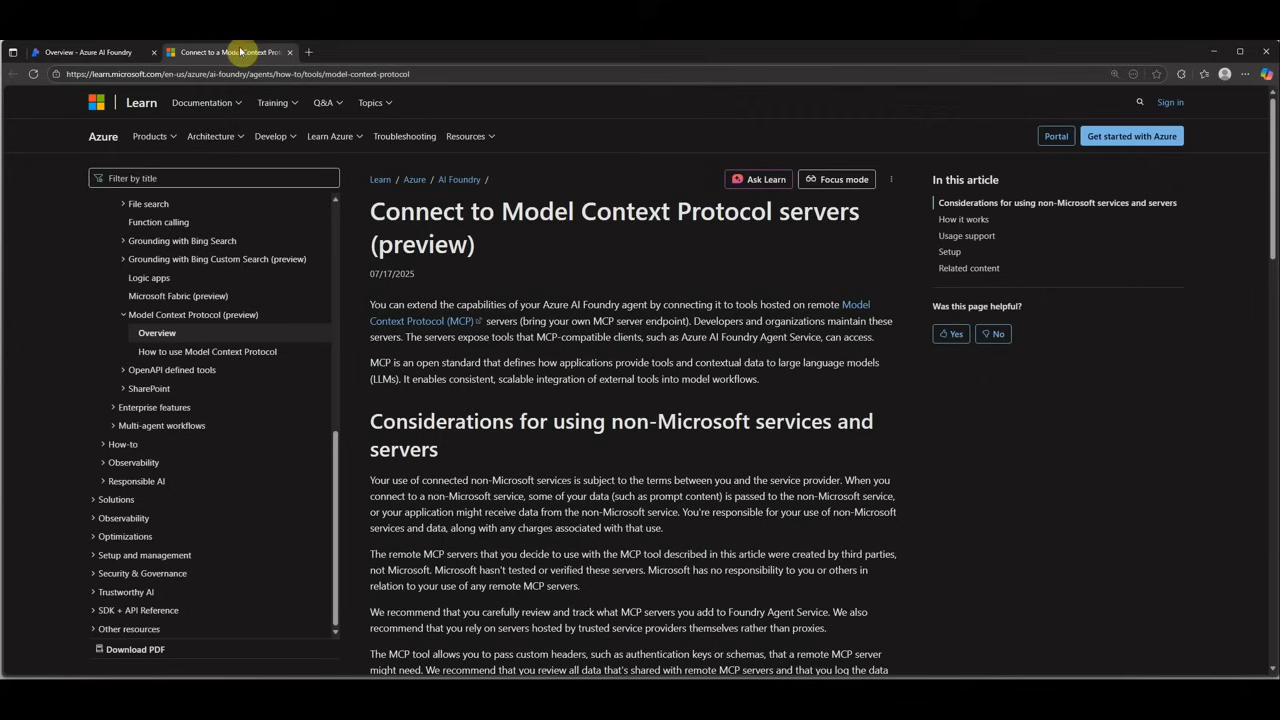 Overview - Azure AI Foundry
Connect to a Model Context Prot
https://learn.microsoft.com/en-us/azure/ai-foundry/agents/how-to/tools/model-context-protocol
Learn
Documentation
Training
Q&A
Topics
Sign in
Azure
Products
Architecture
Develop
Learn Azure
Troubleshooting
Resources
Portal
Get started with Azure
Filter by title
File search
Function calling
Grounding with Bing Search
Grounding with Bing Custom Search (preview)
Logic apps
Microsoft Fabric (preview)
Model Context Protocol (preview)
Overview
How to use Model Context Protocol
OpenAPI defined tools
SharePoint
Enterprise features
Multi-agent workflows
How-to
Observability
Responsible AI
Solutions
Observability
Optimizations
Setup and management
Security & Governance
Trustworthy AI
SDK + API Reference
Other resources
Download PDF
Learn / Azure / AI Foundry /
Ask Learn
Focus mode
Connect to Model Context Protocol servers
(preview)
07/17/2025
You can extend the capabilities of your Azure AI Foundry agent by connecting it to tools hosted on remote Model
Context Protocol (MCP) servers (bring your own MCP server endpoint). Developers and organizations maintain these
servers. The servers expose tools that MCP-compatible clients, such as Azure AI Foundry Agent Service, can access.
MCP is an open standard that defines how applications provide tools and contextual data to large language models
(LLMs). It enables consistent, scalable integration of external tools into model workflows.
Considerations for using non-Microsoft services and
servers
Your use of connected non-Microsoft services is subject to the terms between you and the service provider. When you
connect to a non-Microsoft service, some of your data (such as prompt content) is passed to the non-Microsoft service,
or your application might receive data from the non-Microsoft service. You're responsible for your use of non-Microsoft
services and data, along with any charges associated with that use.
The remote MCP servers that you decide to use with the MCP tool described in this article were created by third parties,
not Microsoft. Microsoft hasn't tested or verified these servers. Microsoft has no responsibility to you or others in
relation to your use of any remote MCP servers.
We recommend that you carefully review and track what MCP servers you add to Foundry Agent Service. We also
recommend that you rely on servers hosted by trusted service providers themselves rather than proxies.
The MCP tool allows you to pass custom headers, such as authentication keys or schemas, that a remote MCP server
might need. We recommend that you review all data that's shared with remote MCP servers and that you log the data
In this article
Considerations for using non-Microsoft services and servers
How it works
Usage support
Setup
Related content
Was this page helpful?
Yes
No